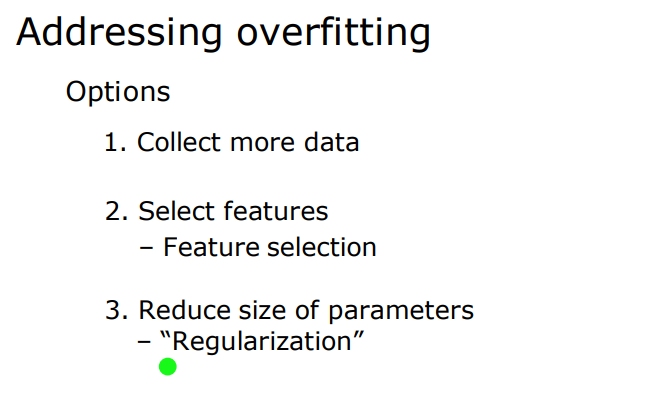 Addressing overfitting
Options
1. Collect more data
2. Select features
– Feature selection
3. Reduce size of parameters
– “Regularization”